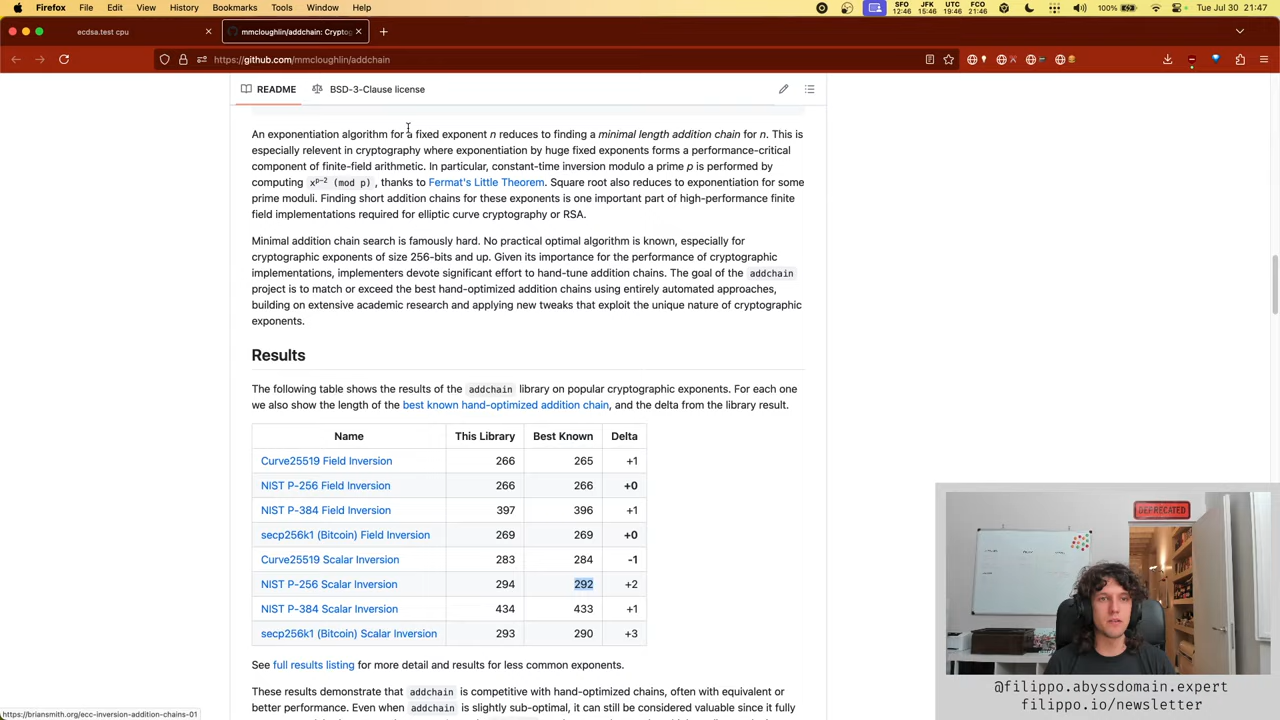 Firefox File Edit View History Bookmarks Tools Window Help
SFO 12:46 JFK 15:46 UTC 19:46 FCO 21:46
100%
Tue Jul 30 21:47
ecdsa.test cpu
mmcloughlin/addchain: Cryptog
https://github.com/mmcloughlin/addchain
README
BSD-3-Clause license
An exponentiation algorithm for a fixed exponent n reduces to finding a minimal length addition chain for n. This is
especially relevent in cryptography where exponentiation by huge fixed exponents forms a performance-critical
component of finite-field arithmetic. In particular, constant-time inversion modulo a prime p is performed by
computing x^p−2 (mod p) , thanks to Fermat's Little Theorem. Square root also reduces to exponentiation for some
prime moduli. Finding short addition chains for these exponents is one important part of high-performance finite
field implementations required for elliptic curve cryptography or RSA.
Minimal addition chain search is famously hard. No practical optimal algorithm is known, especially for
cryptographic exponents of size 256-bits and up. Given its importance for the performance of cryptographic
implementations, implementers devote significant effort to hand-tune addition chains. The goal of the addchain
project is to match or exceed the best hand-optimized addition chains using entirely automated approaches,
building on extensive academic research and applying new tweaks that exploit the unique nature of cryptographic
exponents.
Results
The following table shows the results of the addchain library on popular cryptographic exponents. For each one
we also show the length of the best known hand-optimized addition chain, and the delta from the library result.
Name This Library Best Known Delta
Curve25519 Field Inversion 266 265 +1
NIST P-256 Field Inversion 266 266 +0
NIST P-384 Field Inversion 397 396 +1
secp256k1 (Bitcoin) Field Inversion 269 269 +0
Curve25519 Scalar Inversion 283 284 -1
NIST P-256 Scalar Inversion 294 292 +2
NIST P-384 Scalar Inversion 434 433 +1
secp256k1 (Bitcoin) Scalar Inversion 293 290 +3
See full results listing for more detail and results for less common exponents.
These results demonstrate that addchain is competitive with hand-optimized chains, often with equivalent or
better performance. Even when addchain is slightly sub-optimal, it can still be considered valuable since it fully
https://briansmith.org/ecc-inversion-addition-chains-01
DEPRECATED
@filippo.abyssdomain.expert
filippo.io/newsletter